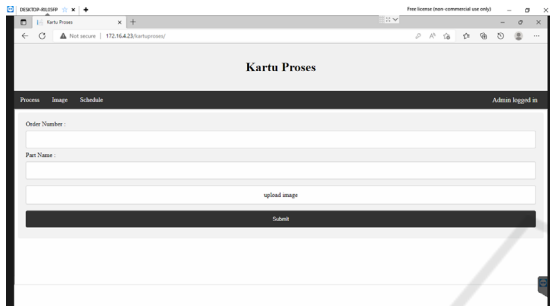 DESKTOP-RL0SFFP
Free license (non-commercial use only)
Kartu Proses
Not secure | 172.16.4.23/kartuproses/
Kartu Proses
Process Image Schedule Admin logged in
Order Number :
Part Name :
upload image
Submit